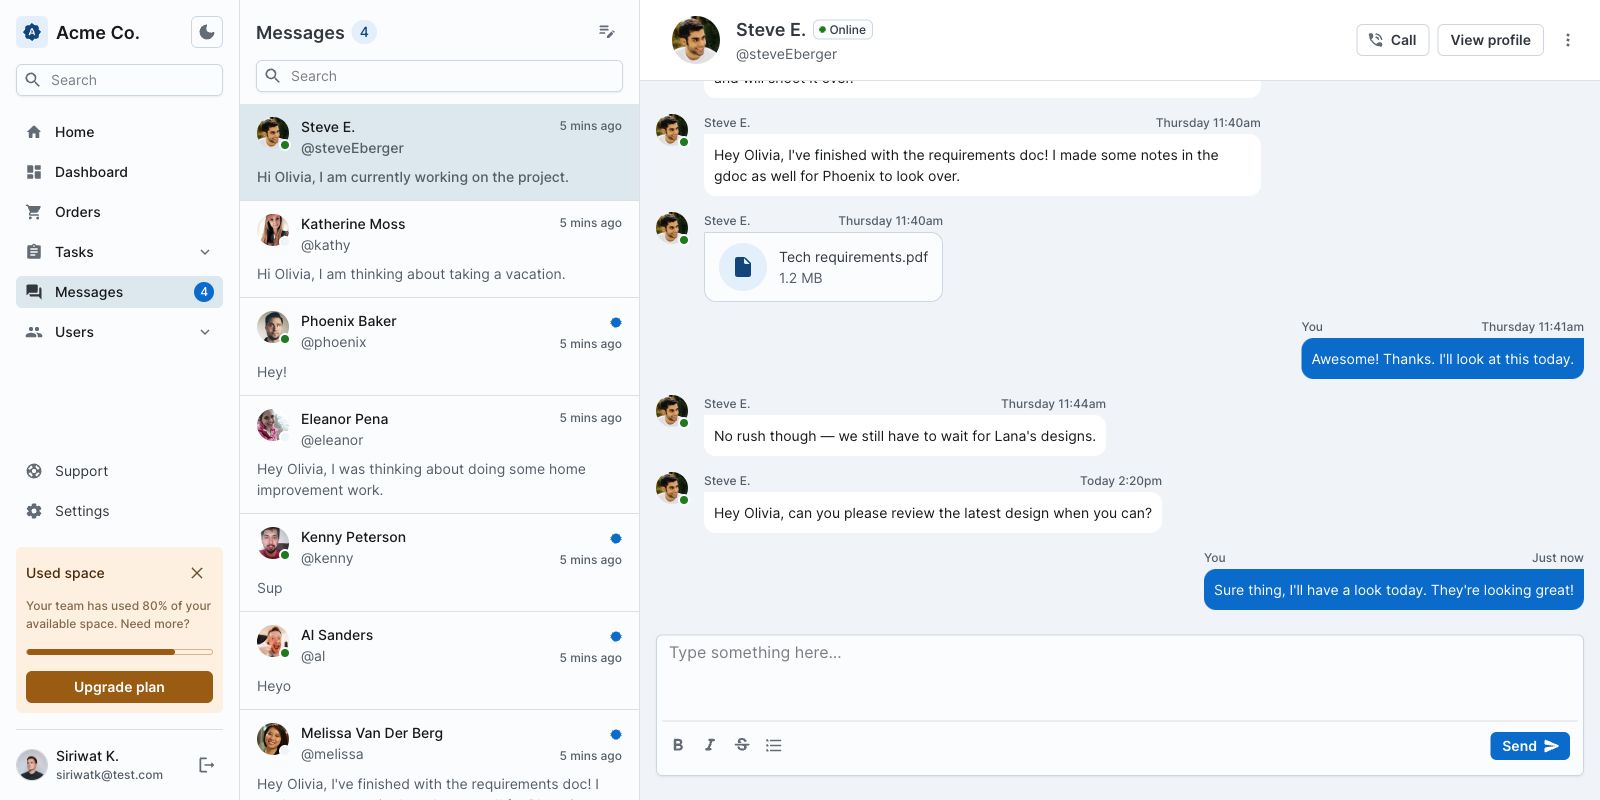 Acme Co.
Search
Home
Dashboard
Orders
Tasks
Messages 4
Users
Support
Settings
Used space
Your team has used 80% of your
available space. Need more?
Upgrade plan
Siriwat K.
siriwatk@test.com
Messages 4
Search
Steve E. 5 mins ago
@steveEberger
Hi Olivia, I am currently working on the project.
Katherine Moss 5 mins ago
@kathy
Hi Olivia, I am thinking about taking a vacation.
Phoenix Baker
@phoenix 5 mins ago
Hey!
Eleanor Pena 5 mins ago
@eleanor
Hey Olivia, I was thinking about doing some home
improvement work.
Kenny Peterson
@kenny 5 mins ago
Sup
Al Sanders
@al 5 mins ago
Heyo
Melissa Van Der Berg
@melissa 5 mins ago
Hey Olivia, I've finished with the requirements doc! I
Steve E. Online
@steveEberger
Call
View profile
and will shoot it over.
Steve E. Thursday 11:40am
Hey Olivia, I've finished with the requirements doc! I made some notes in the
gdoc as well for Phoenix to look over.
Steve E. Thursday 11:40am
Tech requirements.pdf
1.2 MB
You Thursday 11:41am
Awesome! Thanks. I'll look at this today.
Steve E. Thursday 11:44am
No rush though — we still have to wait for Lana's designs.
Steve E. Today 2:20pm
Hey Olivia, can you please review the latest design when you can?
You Just now
Sure thing, I'll have a look today. They're looking great!
Type something here…
B I S
Send